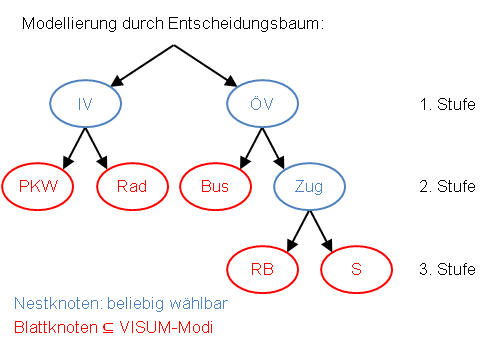 Modellierung durch Entscheidungsbaum:
IV ÖV 1. Stufe
PKW Rad Bus Zug 2. Stufe
RB S 3. Stufe
Nestknoten: beliebig wählbar
Blattknoten ⊆ VISUM-Modi